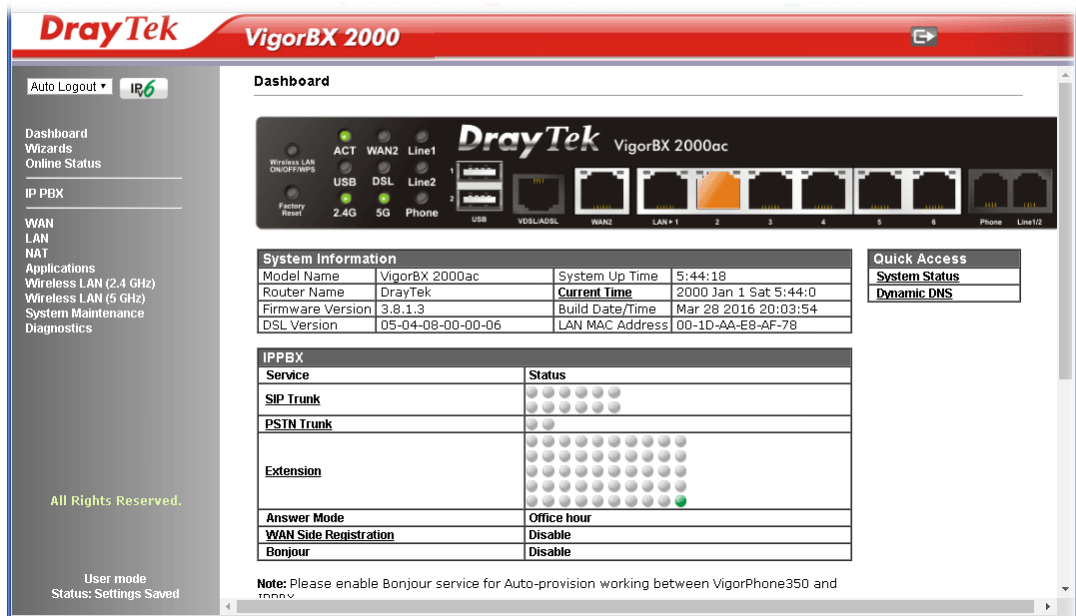 DrayTek VigorBX 2000
Auto Logout IPv6
Dashboard
Wizards
Online Status
IP PBX
WAN
LAN
NAT
Applications
Wireless LAN (2.4 GHz)
Wireless LAN (5 GHz)
System Maintenance
Diagnostics
All Rights Reserved.
User mode
Status: Settings Saved
Dashboard
DrayTek VigorBX 2000ac
Wireless LAN
ON/OFF/WPS
Factory
Reset
ACT WAN2 Line1
USB DSL Line2
2.4G 5G Phone
1
2
USB VDSL/ADSL WAN2 LAN 1 2 3 4 5 6 Phone Line1/2
System Information
Model Name VigorBX 2000ac System Up Time 5:44:18
Router Name DrayTek Current Time 2000 Jan 1 Sat 5:44:0
Firmware Version 3.8.1.3 Build Date/Time Mar 28 2016 20:03:54
DSL Version 05-04-08-00-00-06 LAN MAC Address 00-1D-AA-E8-AF-78
Quick Access
System Status
Dynamic DNS
IPPBX
Service Status
SIP Trunk
PSTN Trunk
Extension
Answer Mode Office hour
WAN Side Registration Disable
Bonjour Disable
Note: Please enable Bonjour service for Auto-provision working between VigorPhone350 and
IPPBX